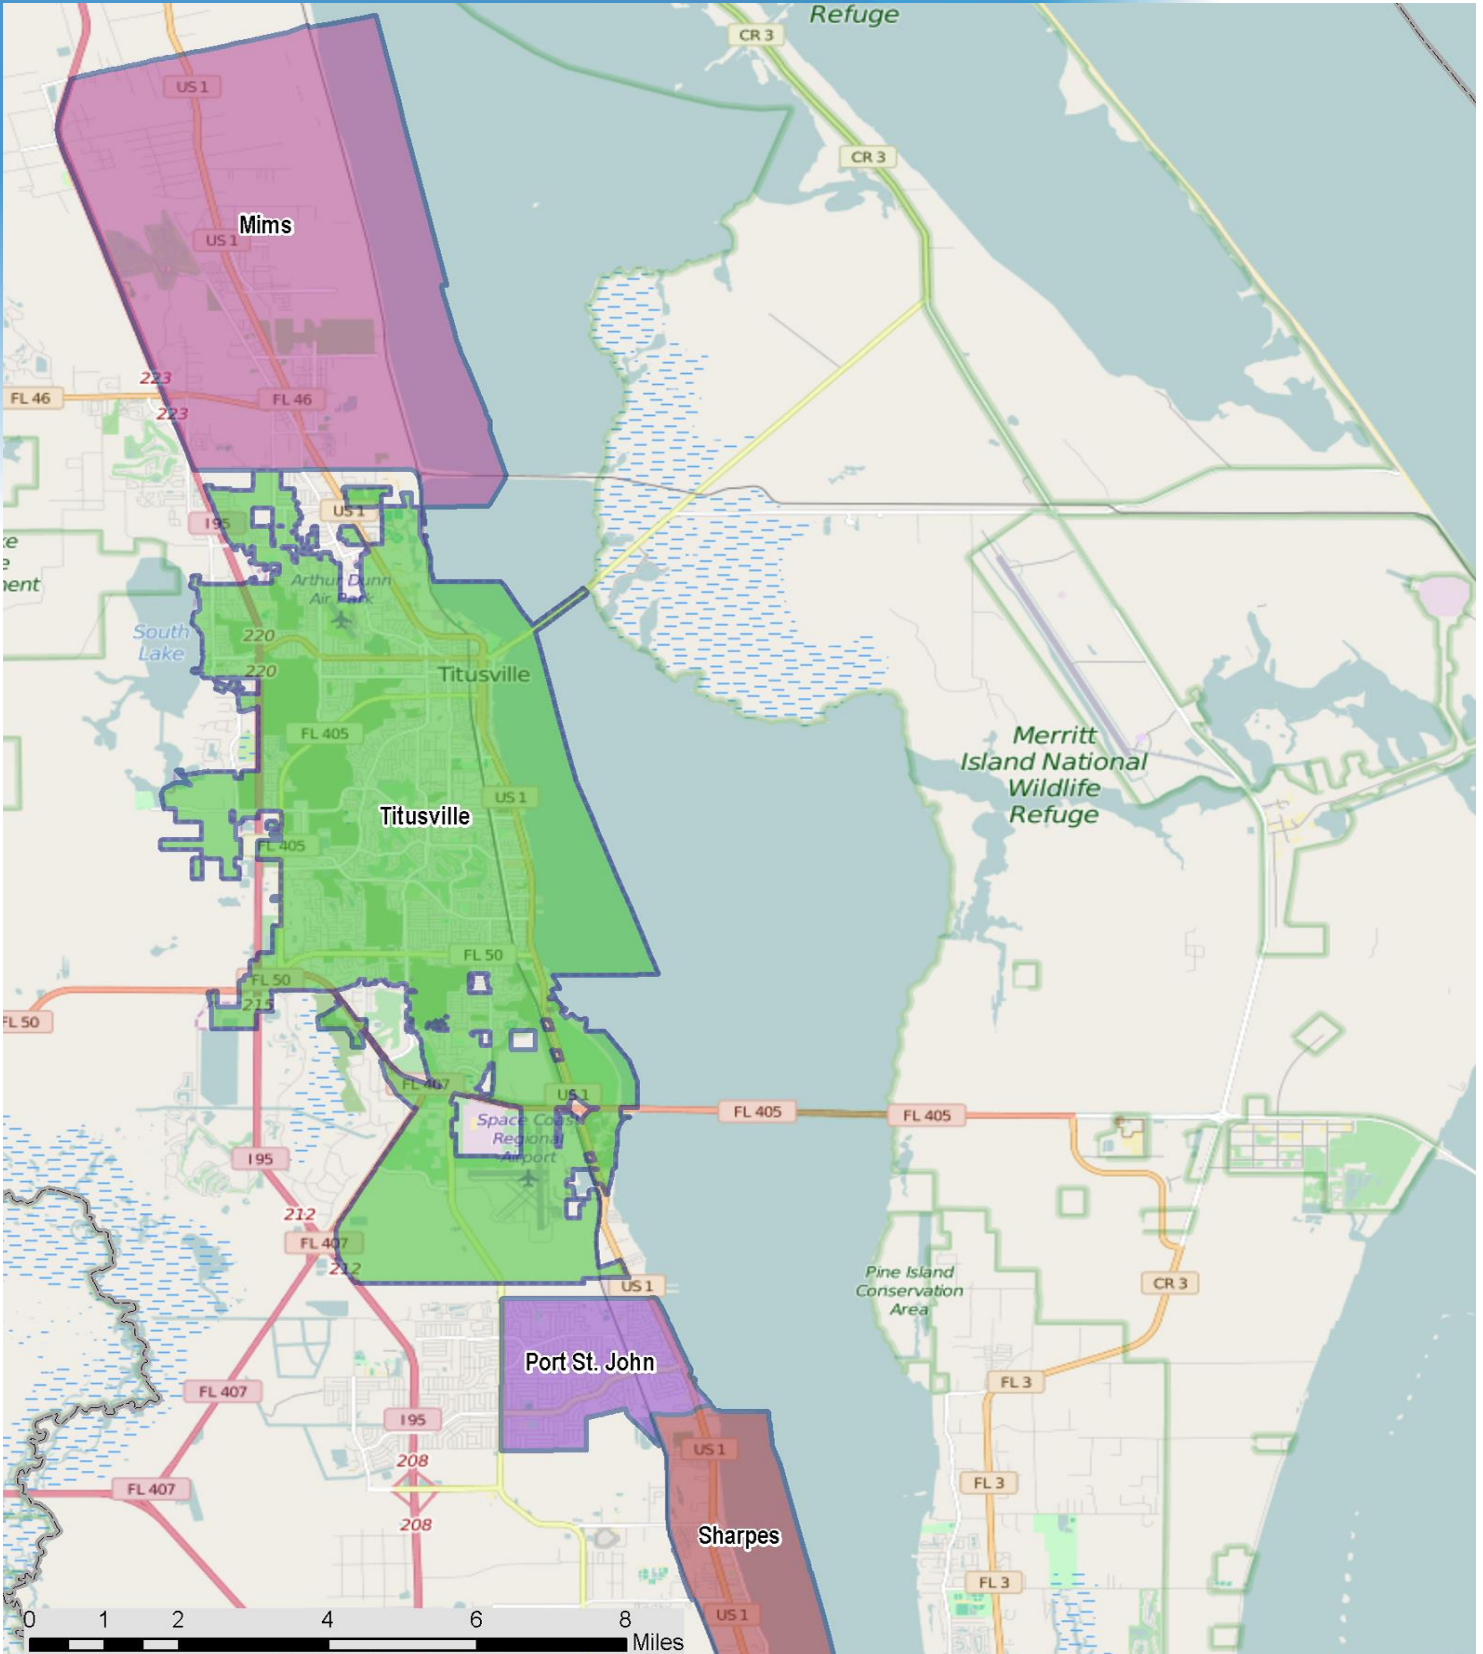 Refuge
CR 3
US 1
CR 3
Mims
US 1
223
FL 46
FL 46
223
US 1
I 95
Arthur Dunn
Air Park
South
Lake
220
220
Titusville
FL 405
Merritt
Island National
Wildlife
Refuge
US 1
Titusville
FL 405
FL 50
FL 50
215
FL 50
FL 407
US 1
FL 405
FL 405
Space Coast
Regional
Airport
I 95
212
FL 407
212
Pine Island
Conservation
Area
US 1
CR 3
Port St. John
FL 3
FL 407
I 95
US 1
208
FL 3
FL 407
208
Sharpes
FL 3
US 1
0 1 2 4 6 8
Miles